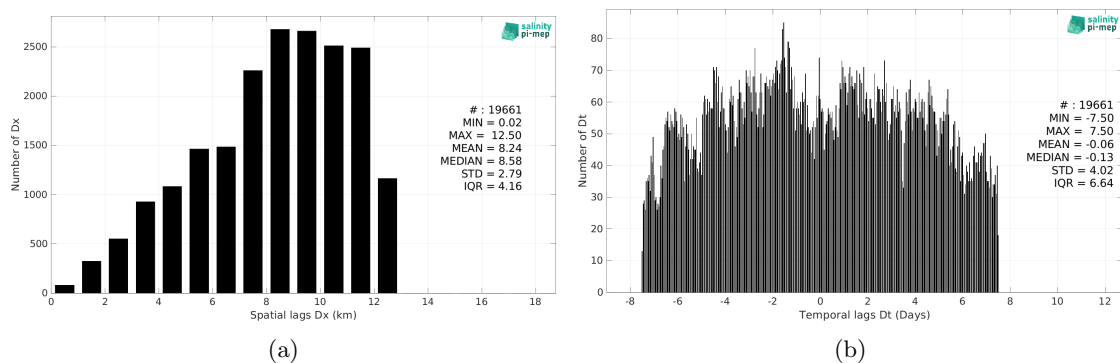 salinity
pi-mep
Number of Dx
2500
2000
1500
1000
500
0
# : 19661
MIN = 0.02
MAX = 12.50
MEAN = 8.24
MEDIAN = 8.58
STD = 2.79
IQR = 4.16
0 2 4 6 8 10 12 14 16 18
Spatial lags Dx (km)
(a)
salinity
pi-mep
Number of Dt
80
70
60
50
40
30
20
10
0
# : 19661
MIN = -7.50
MAX = 7.50
MEAN = -0.06
MEDIAN = -0.13
STD = 4.02
IQR = 6.64
-8 -6 -4 -2 0 2 4 6 8 10 12
Temporal lags Dt (Days)
(b)